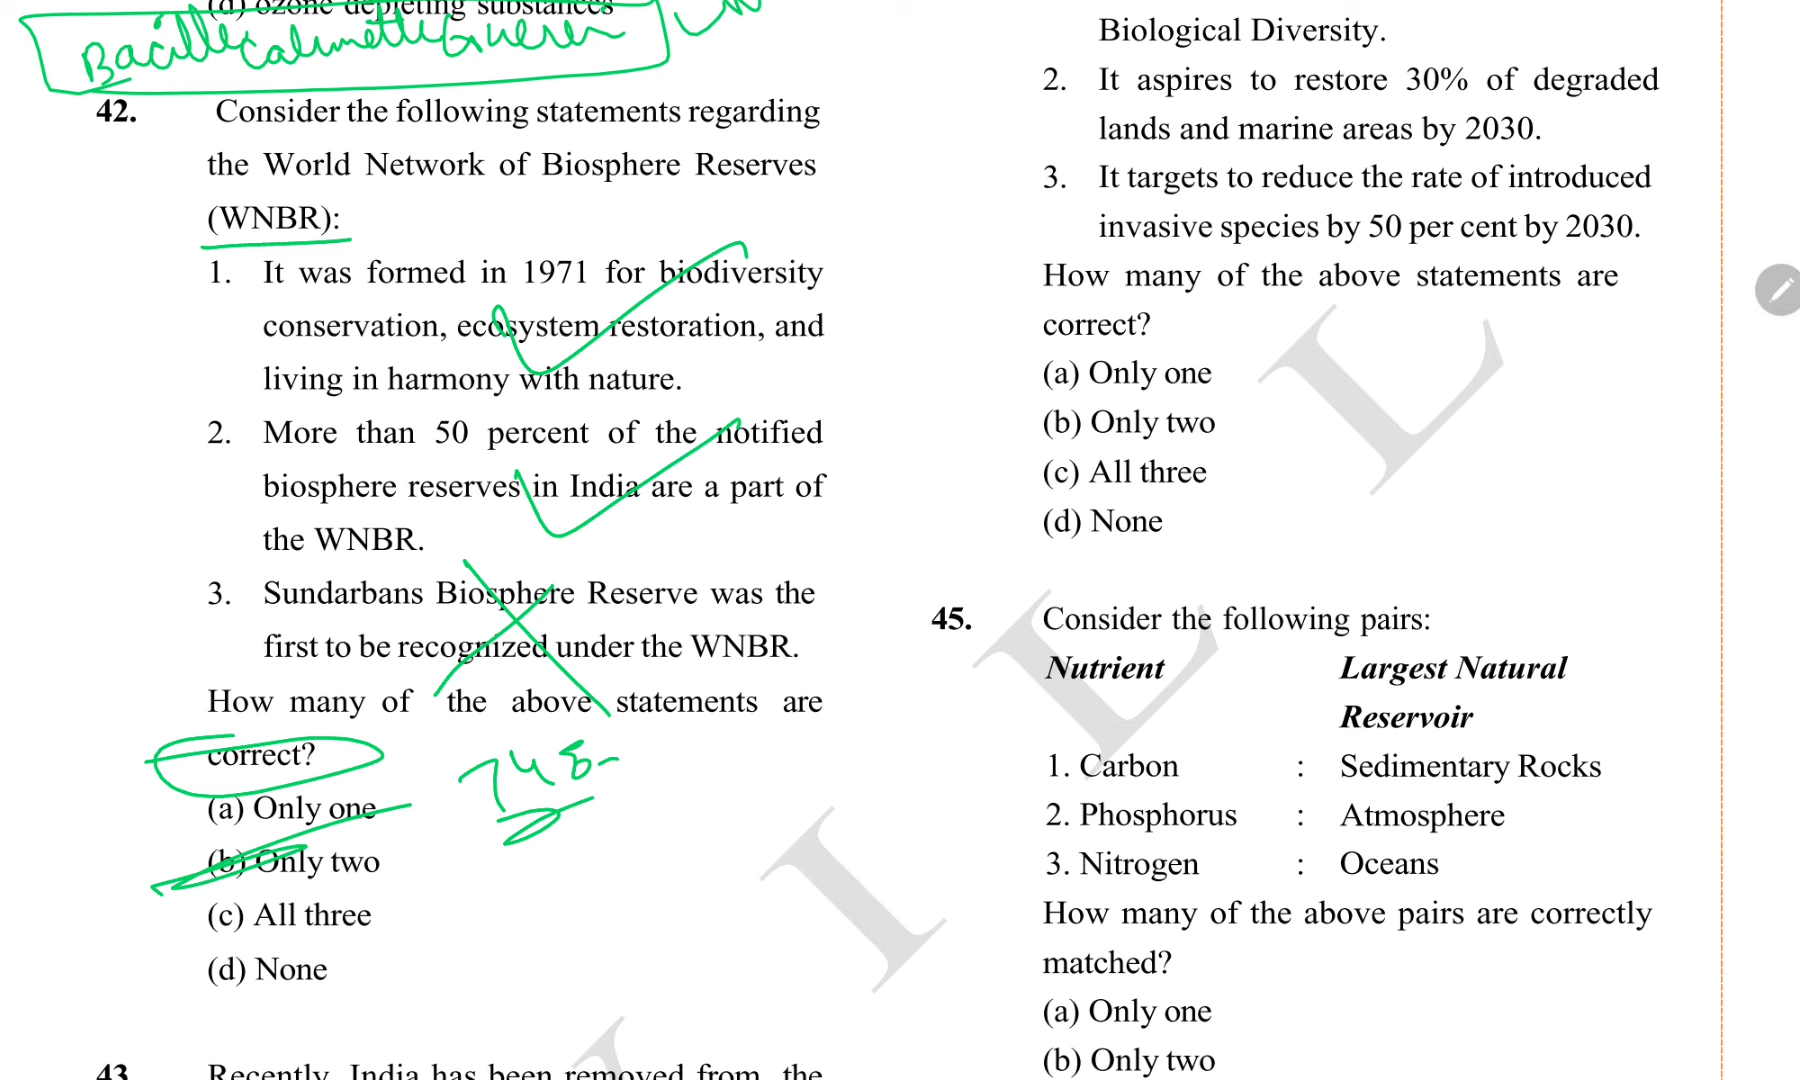 (d) ozone depleting substances
Bacille Calmette Gueren
42. Consider the following statements regarding
the World Network of Biosphere Reserves
(WNBR):
1. It was formed in 1971 for biodiversity
conservation, ecosystem restoration, and
living in harmony with nature.
2. More than 50 percent of the notified
biosphere reserves in India are a part of
the WNBR.
3. Sundarbans Biosphere Reserve was the
first to be recognized under the WNBR.
How many of the above statements are
correct?
748
(a) Only one
(b) Only two
(c) All three
(d) None
43 Recently, India has been removed from the
Biological Diversity.
2. It aspires to restore 30% of degraded
lands and marine areas by 2030.
3. It targets to reduce the rate of introduced
invasive species by 50 per cent by 2030.
How many of the above statements are
correct?
(a) Only one
(b) Only two
(c) All three
(d) None
45. Consider the following pairs:
Nutrient Largest Natural
Reservoir
1. Carbon : Sedimentary Rocks
2. Phosphorus : Atmosphere
3. Nitrogen : Oceans
How many of the above pairs are correctly
matched?
(a) Only one
(b) Only two